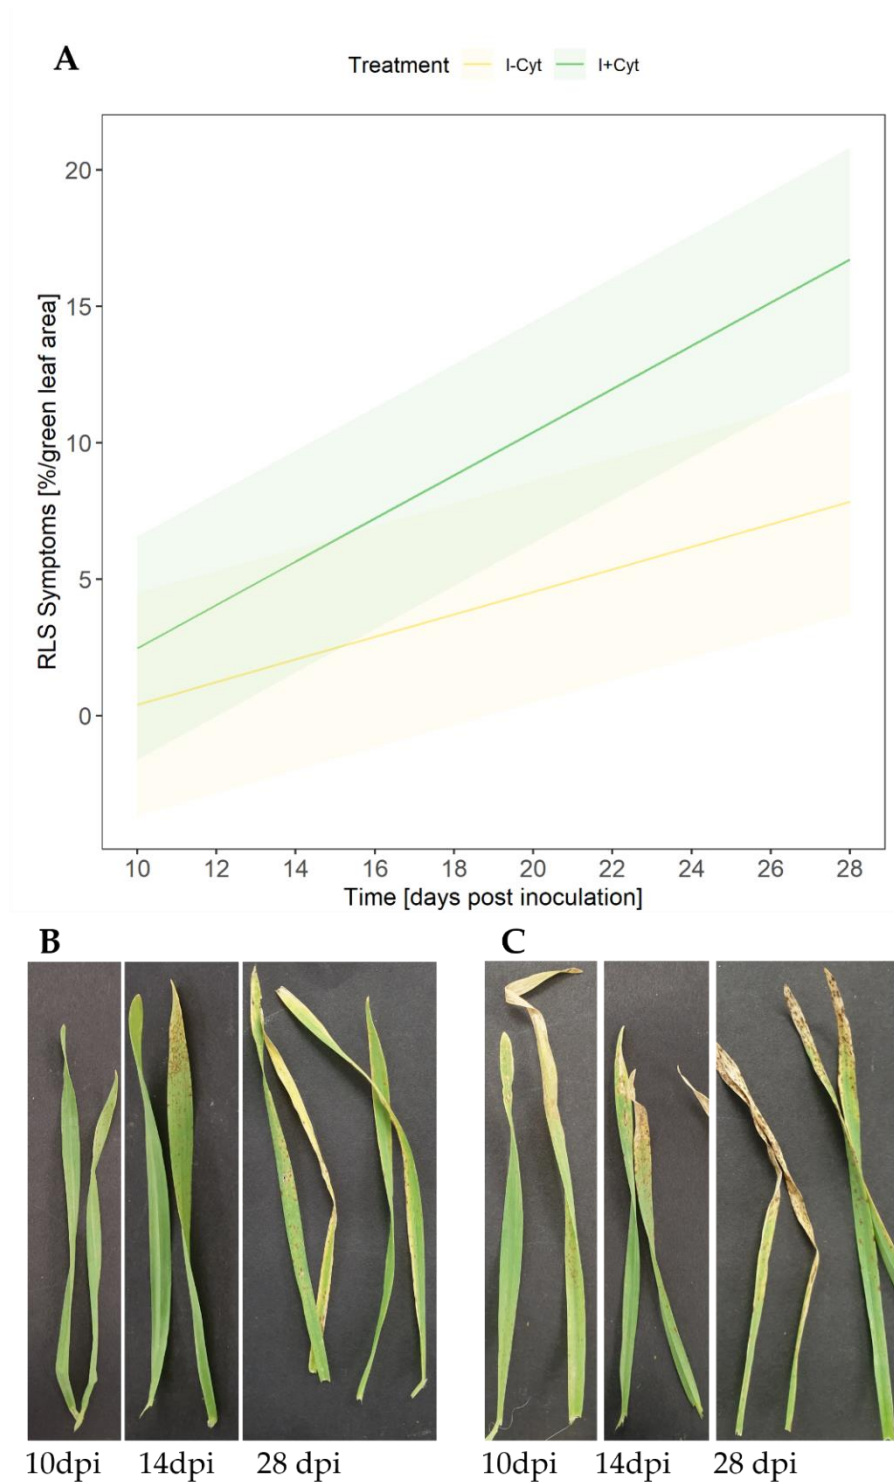 A
Treatment I-Cyt I+Cyt
RLS Symptoms [%/green leaf area]
20
15
10
5
0
10 12 14 16 18 20 22 24 26 28
Time [days post inoculation]
B C
10dpi 14dpi 28 dpi 10dpi 14dpi 28 dpi